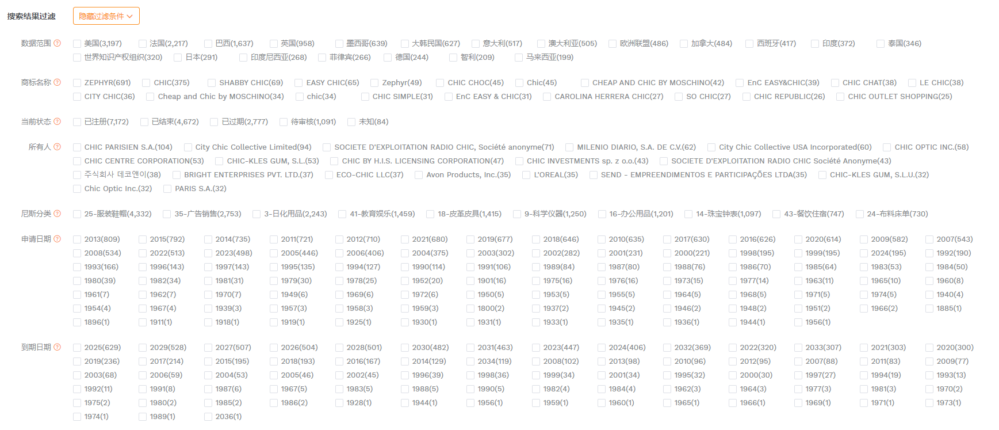 搜索结果过滤 隐藏过滤条件
数据范围 ? 美国(3,197) 法国(2,217) 巴西(1,637) 英国(958) 墨西哥(639) 大韩民国(627) 意大利(517) 澳大利亚(505) 欧洲联盟(486) 加拿大(484) 西班牙(417) 印度(372) 泰国(346)
世界知识产权组织(320) 日本(291) 印度尼西亚(268) 菲律宾(266) 德国(244) 智利(209) 马来西亚(199)
商标名称 ? ZEPHYR(691) CHIC(375) SHABBY CHIC(69) EASY CHIC(65) Zephyr(49) CHIC CHOC(45) Chic(45) CHEAP AND CHIC BY MOSCHINO(42) EnC EASY&CHIC(39) CHIC CHAT(38) LE CHIC(38)
CITY CHIC(36) Cheap and Chic by MOSCHINO(34) chic(34) CHIC SIMPLE(31) EnC EASY & CHIC(31) CAROLINA HERRERA CHIC(27) SO CHIC(27) CHIC REPUBLIC(26) CHIC OUTLET SHOPPING(25)
当前状态 ? 已注册(7,172) 已结束(4,672) 已过期(2,777) 待审核(1,091) 未知(84)
所有人 ? CHIC PARISIEN S.A.(104) City Chic Collective Limited(94) SOCIETE D'EXPLOITATION RADIO CHIC, Société anonyme(71) MILENIO DIARIO, S.A. DE C.V.(62) City Chic Collective USA Incorporated(60) CHIC OPTIC INC.(58)
CHIC CENTRE CORPORATION(53) CHIC-KLES GUM, S.L.(53) CHIC BY H.I.S. LICENSING CORPORATION(47) CHIC INVESTMENTS sp. z o.o.(43) SOCIETE D'EXPLOITATION RADIO CHIC Société Anonyme(43)
주식회사 데코앤이(38) BRIGHT ENTERPRISES PVT. LTD.(37) ECO-CHIC LLC(37) Avon Products, Inc.(35) L'OREAL(35) SEND - EMPREENDIMENTOS E PARTICIPAÇÕES LTDA(35) CHIC-KLES GUM, S.L.U.(32)
Chic Optic Inc.(32) PARIS S.A.(32)
尼斯分类 ? 25-服装鞋帽(4,332) 35-广告销售(2,753) 3-日化用品(2,243) 41-教育娱乐(1,459) 18-皮革皮具(1,415) 9-科学仪器(1,250) 16-办公用品(1,201) 14-珠宝钟表(1,097) 43-餐饮住宿(747) 24-布料床单(730)
申请日期 ? 2013(809) 2015(792) 2014(735) 2011(721) 2012(710) 2021(680) 2019(677) 2018(646) 2010(635) 2017(630) 2016(626) 2020(614) 2009(582) 2007(543)
2008(534) 2022(513) 2023(498) 2005(446) 2006(406) 2004(375) 2003(302) 2002(282) 2001(231) 2000(221) 1998(195) 1999(195) 2024(195) 1992(190)
1993(166) 1996(143) 1997(143) 1995(135) 1994(127) 1990(114) 1991(106) 1989(84) 1987(80) 1988(76) 1986(70) 1985(64) 1983(53) 1984(50)
1980(39) 1982(34) 1981(31) 1979(30) 1978(25) 1952(20) 1901(16) 1975(16) 1976(16) 1973(15) 1977(14) 1963(11) 1965(10) 1960(8)
1961(7) 1962(7) 1970(7) 1949(6) 1969(6) 1972(6) 1950(5) 1953(5) 1955(5) 1964(5) 1968(5) 1971(5) 1974(5) 1940(4)
1954(4) 1967(4) 1939(3) 1957(3) 1958(3) 1959(3) 1800(2) 1937(2) 1945(2) 1946(2) 1948(2) 1951(2) 1966(2) 1885(1)
1896(1) 1911(1) 1918(1) 1919(1) 1925(1) 1930(1) 1931(1) 1933(1) 1935(1) 1936(1) 1944(1) 1956(1)
到期日期 ? 2025(629) 2029(528) 2027(507) 2026(504) 2028(501) 2030(482) 2031(463) 2023(447) 2024(406) 2032(369) 2022(320) 2033(307) 2021(303) 2020(300)
2019(236) 2017(214) 2015(195) 2018(193) 2016(167) 2014(129) 2034(119) 2008(102) 2013(98) 2010(96) 2012(95) 2007(88) 2011(83) 2009(77)
2003(68) 2006(59) 2004(53) 2005(46) 2002(45) 1996(39) 1998(36) 1999(34) 2001(34) 1995(32) 2000(30) 1997(27) 1994(19) 1993(13)
1992(11) 1991(8) 1987(6) 1967(5) 1983(5) 1988(5) 1990(5) 1982(4) 1984(4) 1962(3) 1964(3) 1977(3) 1981(3) 1970(2)
1975(2) 1980(2) 1985(2) 1986(2) 1928(1) 1944(1) 1956(1) 1959(1) 1960(1) 1965(1) 1966(1) 1969(1) 1971(1) 1973(1)
1974(1) 1989(1) 2036(1)